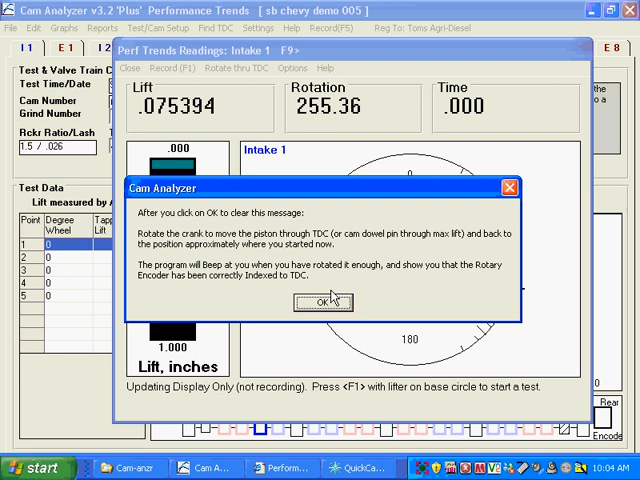 Cam Analyzer v3.2 'Plus' Performance Trends [ sb chevy demo 005 ]
File Edit Graphs Reports Test/Cam Setup Find TDC Settings Help Record(F5) Reg To: Toms Agri-Diesel
I 1 E 1 I 2 E 8
Perf Trends Readings: Intake 1 F9>
Close Record (F1) Rotate thru TDC Options Help
Test & Valve Train C
Test Time/Date
Cam Number
Grind Number
Rckr Ratio/Lash
1.5 / .026
Lift Rotation Time
.075394 255.36 .000
the
to a
.000
Intake 1
0
Test Data
Lift measured by A
Point Degree Wheel Tapp Lift
1 0
2 0
3 0
4 0
5 0
Cam Analyzer
After you click on OK to clear this message:
Rotate the crank to move the piston through TDC (or cam dowel pin through max lift) and back to
the position approximately where you started now.
The program will Beep at you when you have rotated it enough, and show you that the Rotary
Encoder has been correctly Indexed to TDC.
OK
180
1.000
Lift, inches
0
Updating Display Only (not recording). Press <F1> with lifter on base circle to start a test.
Rear
Encode
start Cam-anzr Cam A... Perform... QuickCa... 10:04 AM